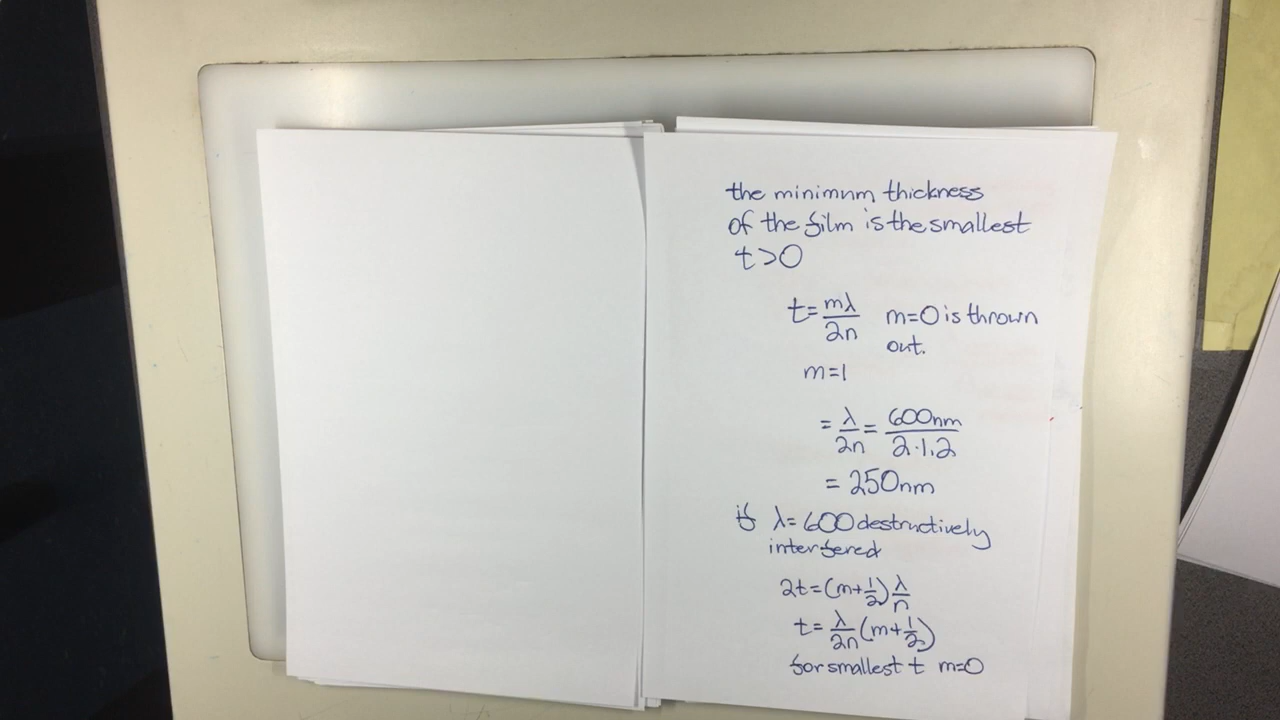 the minimum thickness
of the film is the smallest
t>0
t=mλ/2n m=0 is thrown
out.
m=1
=λ/2n=600nm/2·1.2
= 250nm
if λ=600 destructively
interfered
2t=(m+1/2)λ/n
t=λ/2n(m+1/2)
for smallest t m=0